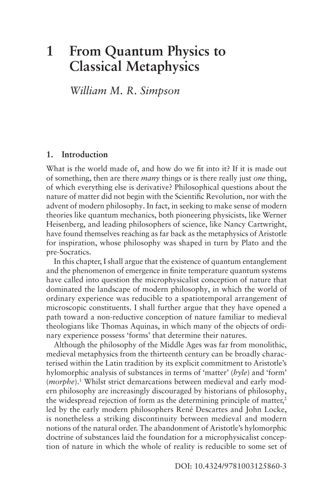 1 From Quantum Physics to
Classical Metaphysics
William M. R. Simpson
1. Introduction
What is the world made of, and how do we fit into it? If it is made out
of something, then are there many things or is there really just one thing,
of which everything else is derivative? Philosophical questions about the
nature of matter did not begin with the Scientific Revolution, nor with the
advent of modern philosophy. In fact, in seeking to make sense of modern
theories like quantum mechanics, both pioneering physicists, like Werner
Heisenberg, and leading philosophers of science, like Nancy Cartwright,
have found themselves reaching as far back as the metaphysics of Aristotle
for inspiration, whose philosophy was shaped in turn by Plato and the
pre-Socratics.
In this chapter, I shall argue that the existence of quantum entanglement
and the phenomenon of emergence in finite temperature quantum systems
have called into question the microphysicalist conception of nature that
dominated the landscape of modern philosophy, in which the world of
ordinary experience was reducible to a spatiotemporal arrangement of
microscopic constituents. I shall further argue that they have opened a
path toward a non-reductive conception of nature familiar to medieval
theologians like Thomas Aquinas, in which many of the objects of ordi-
nary experience possess ‘forms’ that determine their natures.
Although the philosophy of the Middle Ages was far from monolithic,
medieval metaphysics from the thirteenth century can be broadly charac-
terised within the Latin tradition by its explicit commitment to Aristotle’s
hylomorphic analysis of substances in terms of ‘matter’ (hyle) and ‘form’
(morphe).1 Whilst strict demarcations between medieval and early mod-
ern philosophy are increasingly discouraged by historians of philosophy,
the widespread rejection of form as the determining principle of matter,2
led by the early modern philosophers René Descartes and John Locke,
is nonetheless a striking discontinuity between medieval and modern
notions of the natural order. The abandonment of Aristotle’s hylomorphic
doctrine of substances laid the foundation for a microphysicalist concep-
tion of nature in which the whole of reality is reducible to some set of
DOI: 10.4324/9781003125860-3